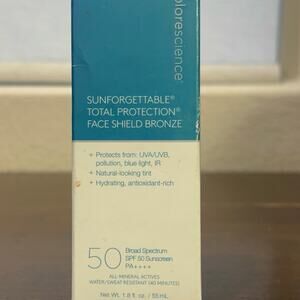 olorescience®
SUNFORGETTABLE®
TOTAL PROTECTION®
FACE SHIELD BRONZE
+ Protects from: UVA/UVB,
pollution, blue light, IR
+ Natural-looking tint
+ Hydrating, antioxidant-rich
50 Broad Spectrum
SPF 50 Sunscreen
PA++++
ALL MINERAL ACTIVES
WATER/SWEAT RESISTANT (40 MINUTES)
Net Wt. 1.8 fl. oz. / 55 mL